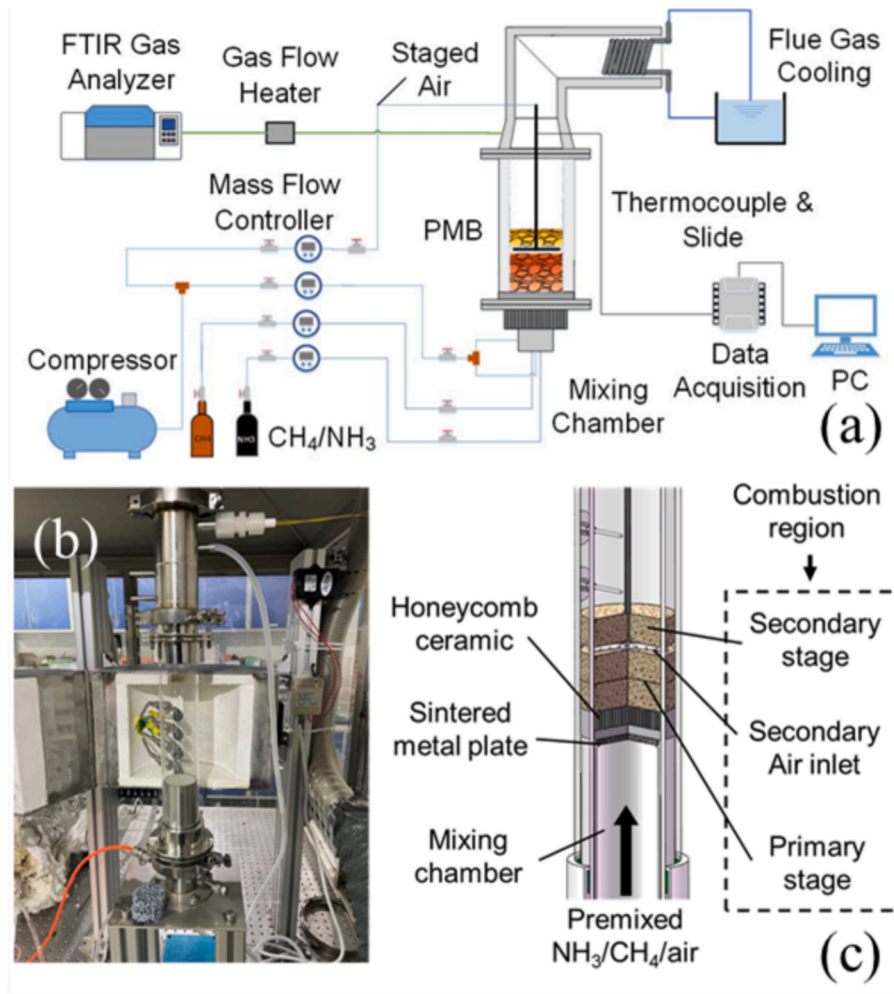 FTIR Gas
Analyzer
Gas Flow
Heater
Staged
Air
Flue Gas
Cooling
Mass Flow
Controller
PMB
Thermocouple &
Slide
Compressor
CH4
NH3
CH₄/NH₃
Mixing
Chamber
Data
Acquisition
PC
(a)
(b)
Combustion
region
Honeycomb
ceramic
Secondary
stage
Sintered
metal plate
Secondary
Air inlet
Mixing
chamber
Primary
stage
Premixed
NH₃/CH₄/air
(c)